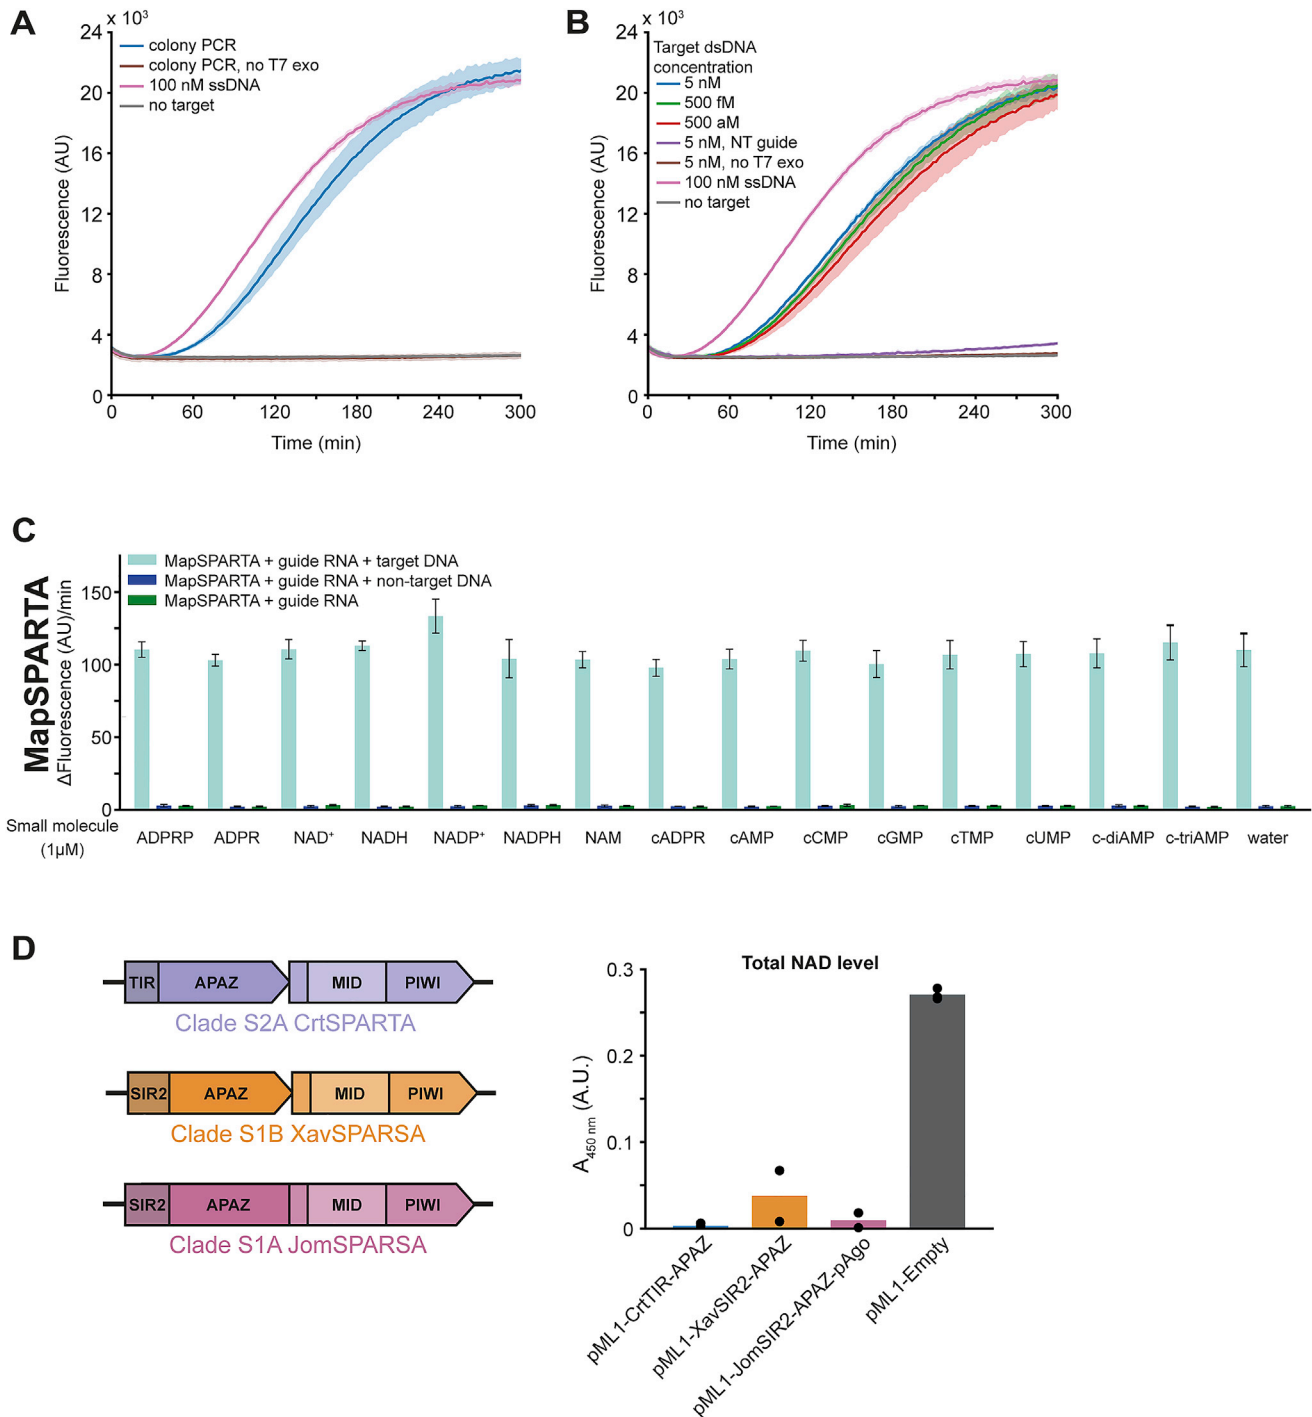 A
x 10³
24
20
16
12
8
4
0
Fluorescence (AU)
colony PCR
colony PCR, no T7 exo
100 nM ssDNA
no target
0 60 120 180 240 300
Time (min)
B
x 10³
24
20
16
12
8
4
0
Fluorescence (AU)
Target dsDNA
concentration
5 nM
500 fM
500 aM
5 nM, NT guide
5 nM, no T7 exo
100 nM ssDNA
no target
0 60 120 180 240 300
Time (min)
C
MapSPARTA
ΔFluorescence (AU)/min
MapSPARTA + guide RNA + target DNA
MapSPARTA + guide RNA + non-target DNA
MapSPARTA + guide RNA
150
100
50
0
Small molecule
(1µM)
ADPRP ADPR NAD⁺ NADH NADP⁺ NADPH NAM cADPR cAMP cCMP cGMP cTMP cUMP c-diAMP c-triAMP water
D
TIR APAZ MID PIWI
Clade S2A CrtSPARTA
SIR2 APAZ MID PIWI
Clade S1B XavSPARSA
SIR2 APAZ MID PIWI
Clade S1A JomSPARSA
Total NAD level
0.3
0.2
0.1
0
A450 nm (A.U.)
pML1-CrtTIR-APAZ
pML1-XavSIR2-APAZ
pML1-JomSIR2-APAZ-pAgo
pML1-Empty